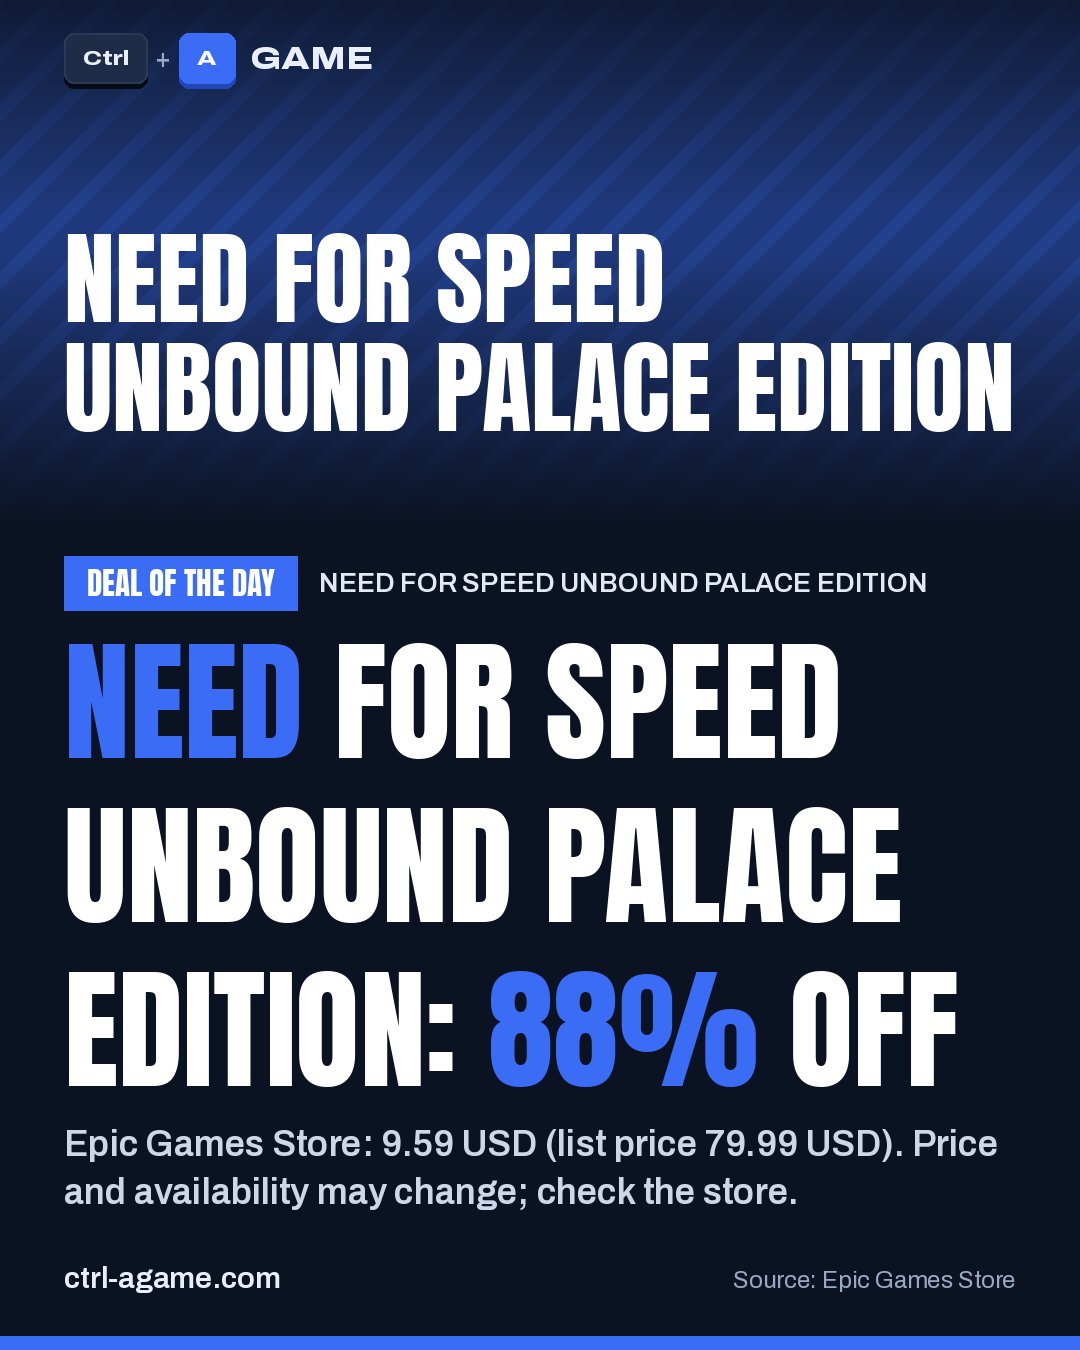 Ctrl + A GAME
NEED FOR SPEED
UNBOUND PALACE EDITION
DEAL OF THE DAY NEED FOR SPEED UNBOUND PALACE EDITION
NEED FOR SPEED
UNBOUND PALACE
EDITION: 88% OFF
Epic Games Store: 9.59 USD (list price 79.99 USD). Price
and availability may change; check the store.
ctrl-agame.com Source: Epic Games Store